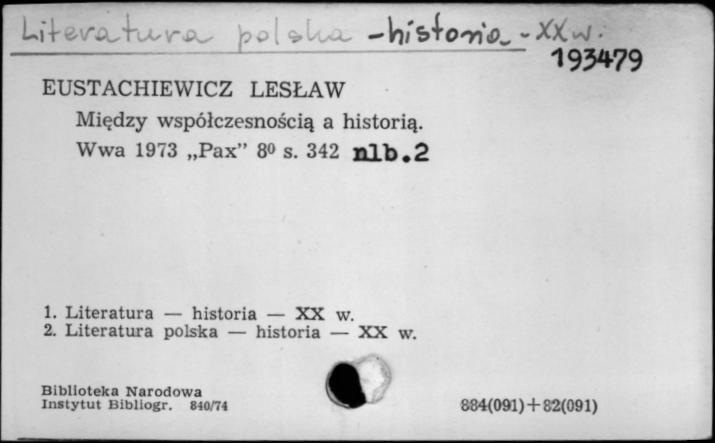 Literatura polska - historia - XX w.
193479
EUSTACHIEWICZ LESŁAW
Między współczesnością a historią.
Wwa 1973 „Pax” 8⁰ s. 342 nlb.2
1. Literatura — historia — XX w.
2. Literatura polska — historia — XX w.
Biblioteka Narodowa
Instytut Bibliogr. 840/74
884(091)+82(091)